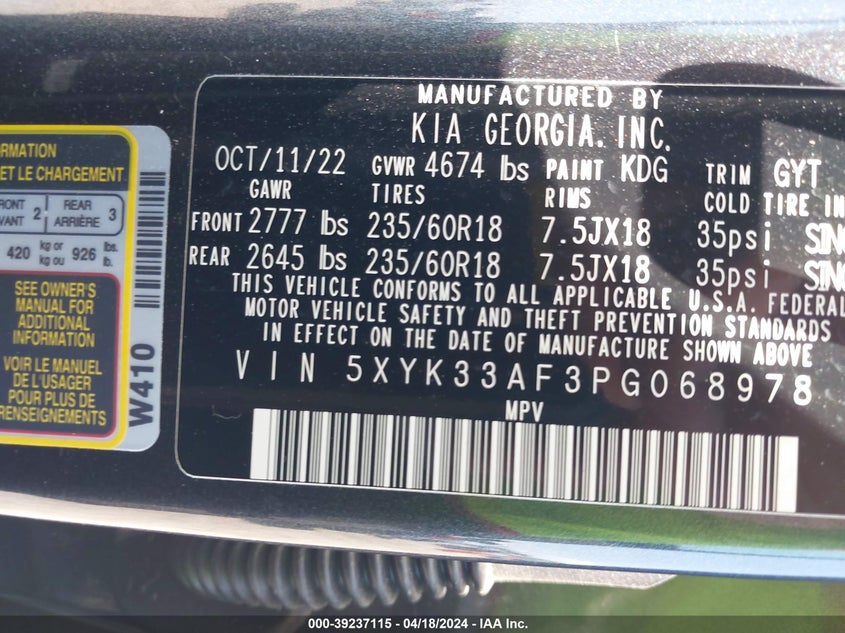 ORMATION
ET LE CHARGEMENT
FRONT 2 REAR 3
VANT ARRIÈRE
420 kg or 926 lbs.
kg ou lb.
SEE OWNER'S
MANUAL FOR
ADDITIONAL
INFORMATION
VOIR LE MANUEL
DE L'USAGER
POUR PLUS DE
RENSEIGNEMENTS
W410
MANUFACTURED BY
KIA GEORGIA, INC.
OCT/11/22 GVWR 4674 lbs PAINT KDG TRIM GYT
GAWR TIRES RIMS COLD TIRE IN
FRONT 2777 lbs 235/60R18 7.5JX18 35psi SING
REAR 2645 lbs 235/60R18 7.5JX18 35psi SING
THIS VEHICLE CONFORMS TO ALL APPLICABLE U.S.A. FEDERAL
MOTOR VEHICLE SAFETY AND THEFT PREVENTION STANDARDS
IN EFFECT ON THE DATE OF MANUFACTURE SHOWN ABOVE
VIN 5XYK33AF3PG068978
MPV
000-39237115 - 04/18/2024 - IAA Inc.